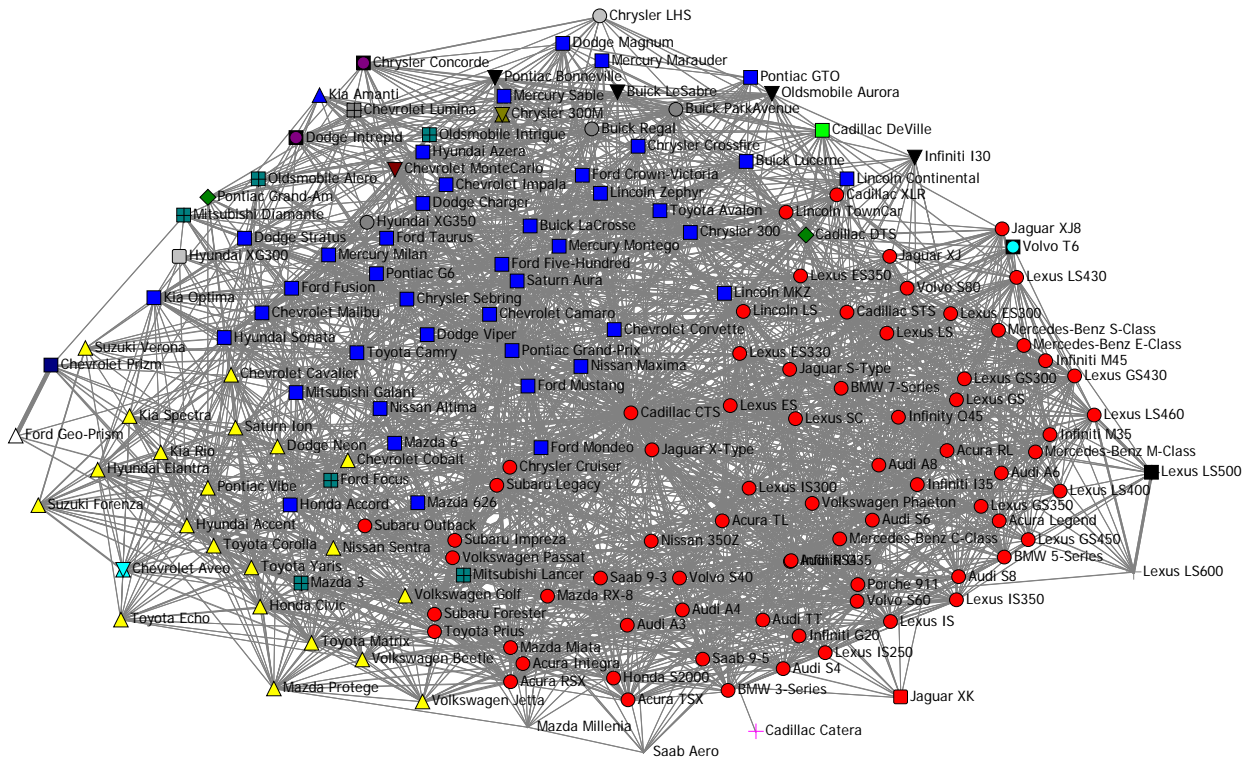 Chrysler LHS
Dodge Magnum
Mercury Marauder
Chrysler Concorde
Pontiac Bonneville
Pontiac GTO
Buick LeSabre
Oldsmobile Aurora
Kia Amanti
Mercury Sable
Chevrolet Lumina
Buick ParkAvenue
Chrysler 300M
Buick Regal
Cadillac DeVille
Dodge Intrepid
Oldsmobile Intrigue
Chrysler Crossfire
Hyundai Azera
Infiniti I30
Buick Lucerne
Chevrolet MonteCarlo
Ford Crown-Victoria
Oldsmobile Alero
Lincoln Continental
Chevrolet Impala
Lincoln Zephyr
Cadillac XLR
Pontiac Grand-Am
Dodge Charger
Toyota Avalon
Lincoln TownCar
Mitsubishi Diamante
Hyundai XG350
Buick LaCrosse
Jaguar XJ8
Chrysler 300
Cadillac DTS
Dodge Stratus
Ford Taurus
Mercury Montego
Volvo T6
Mercury Milan
Hyundai XG300
Jaguar XJ
Ford Five-Hundred
Pontiac G6
Lexus ES350
Lexus LS430
Saturn Aura
Ford Fusion
Volvo S80
Lincoln MKZ
Kia Optima
Chrysler Sebring
Chevrolet Malibu
Chevrolet Camaro
Lincoln LS
Cadillac STS
Lexus ES300
Chevrolet Corvette
Lexus LS
Mercedes-Benz S-Class
Hyundai Sonata
Dodge Viper
Mercedes-Benz E-Class
Suzuki Verona
Toyota Camry
Pontiac Grand-Prix
Lexus ES330
Infiniti M45
Chevrolet Prizm
Nissan Maxima
Jaguar S-Type
Chevrolet Cavalier
Lexus GS300
Lexus GS430
Ford Mustang
BMW 7-Series
Mitsubishi Galant
Lexus GS
Nissan Altima
Lexus ES
Kia Spectra
Cadillac CTS
Lexus SC
Infinity Q45
Lexus LS460
Saturn Ion
Ford Geo-Prism
Infiniti M35
Dodge Neon
Mazda 6
Ford Mondeo
Jaguar X-Type
Acura RL
Mercedes-Benz M-Class
Kia Rio
Chevrolet Cobalt
Chrysler Cruiser
Audi A8
Hyundai Elantra
Audi A6
Lexus LS500
Ford Focus
Subaru Legacy
Infiniti I35
Pontiac Vibe
Lexus IS300
Lexus LS400
Suzuki Forenza
Honda Accord
Mazda 626
Volkswagen Phaeton
Lexus GS350
Hyundai Accent
Subaru Outback
Acura TL
Audi S6
Acura Legend
Toyota Corolla
Nissan Sentra
Subaru Impreza
Nissan 350Z
Mercedes-Benz C-Class
Lexus GS450
Volkswagen Passat
BMW 5-Series
Chevrolet Aveo
Toyota Yaris
Lexus LS600
Mazda 3
Mitsubishi Lancer
Saab 9-3
Volvo S40
Audi S8
Porche 911
Volkswagen Golf
Mazda RX-8
Volvo S60
Lexus IS350
Honda Civic
Audi A4
Toyota Echo
Subaru Forester
Audi A3
Audi TT
Lexus IS
Toyota Prius
Infiniti G20
Toyota Matrix
Mazda Miata
Lexus IS250
Volkswagen Beetle
Acura Integra
Saab 9-5
Audi S4
Mazda Protege
Acura RSX
Honda S2000
BMW 3-Series
Jaguar XK
Volkswagen Jetta
Acura TSX
Mazda Millenia
Cadillac Catera
Saab Aero